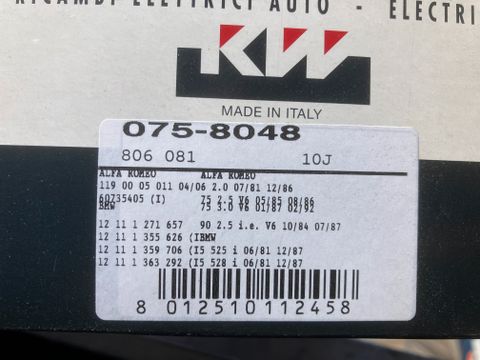 RICAMBI ELETTRICI AUTO - ELECTRI
KW
MADE IN ITALY
075-8048
806 081 10J
ALFA ROMEO ALFA ROMEO
119 00 05 011 04/06 2.0 07/81 12/86
60735405 (I) 75 2.5 V6 05/85 08/86
BMW 75 3.0 V6 01/87 02/92
12 11 1 271 657 90 2.5 i.e. V6 10/84 07/87
12 11 1 355 626 (IBMW
12 11 1 359 706 (I5 525 i 06/81 12/87
12 11 1 363 292 (I5 528 i 06/81 12/87
8 012510 112458